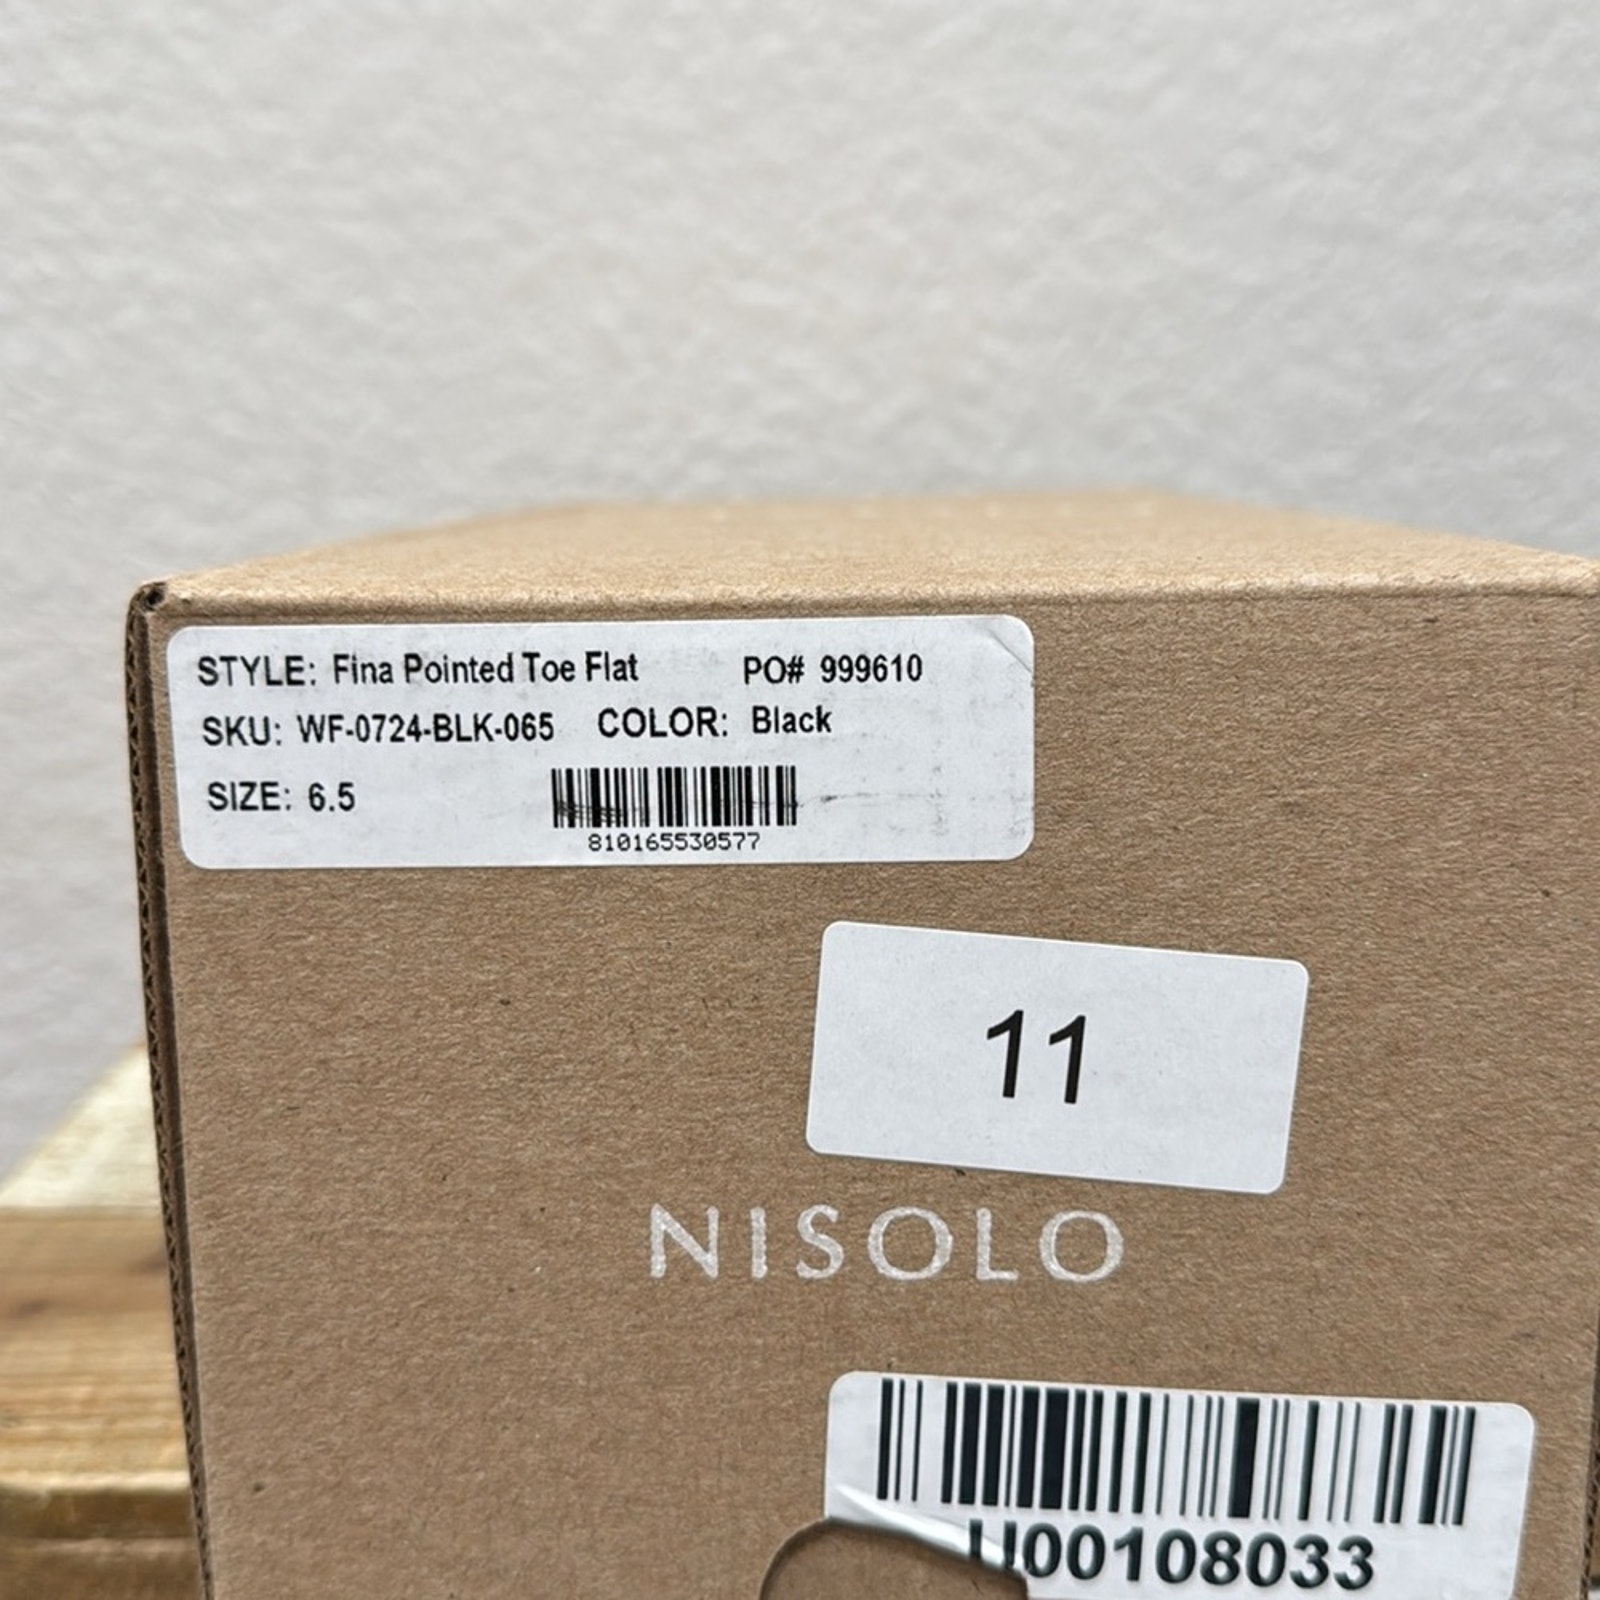 STYLE: Fina Pointed Toe Flat PO# 999610
SKU: WF-0724-BLK-065 COLOR: Black
SIZE: 6.5
810165530577
11
NISOLO
U00108033